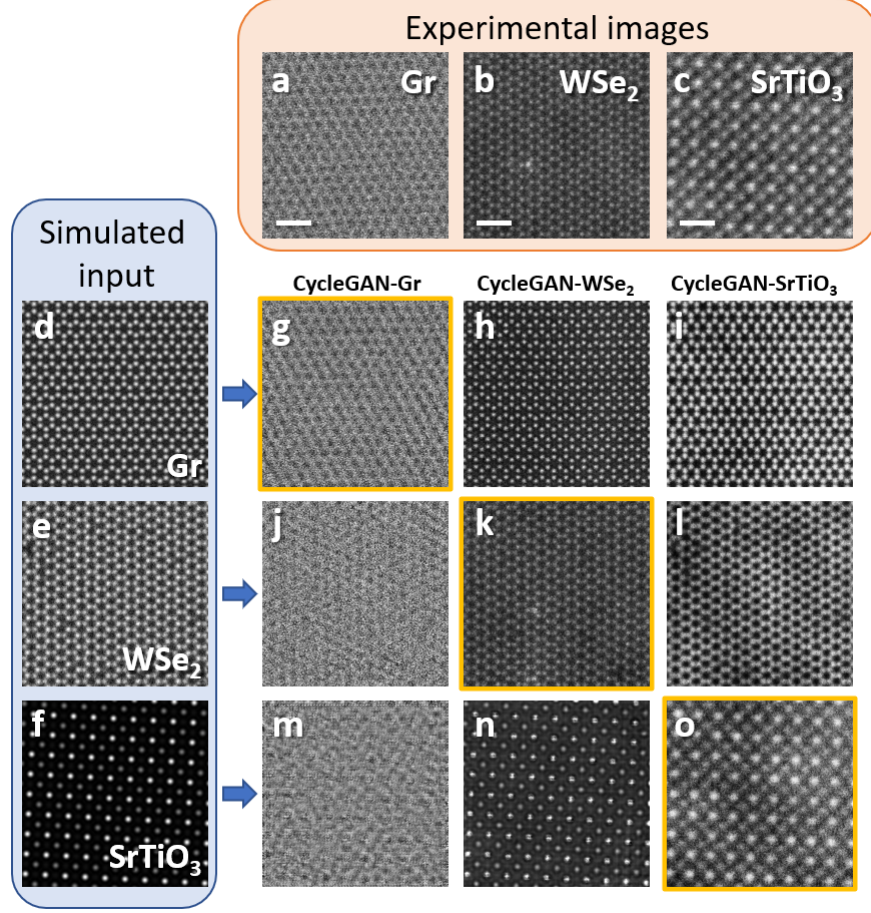 Experimental images
a Gr b WSe₂ c SrTiO₃
Simulated
input
CycleGAN-Gr CycleGAN-WSe₂ CycleGAN-SrTiO₃
d g h i
Gr
e j k l
WSe₂
f m n o
SrTiO₃